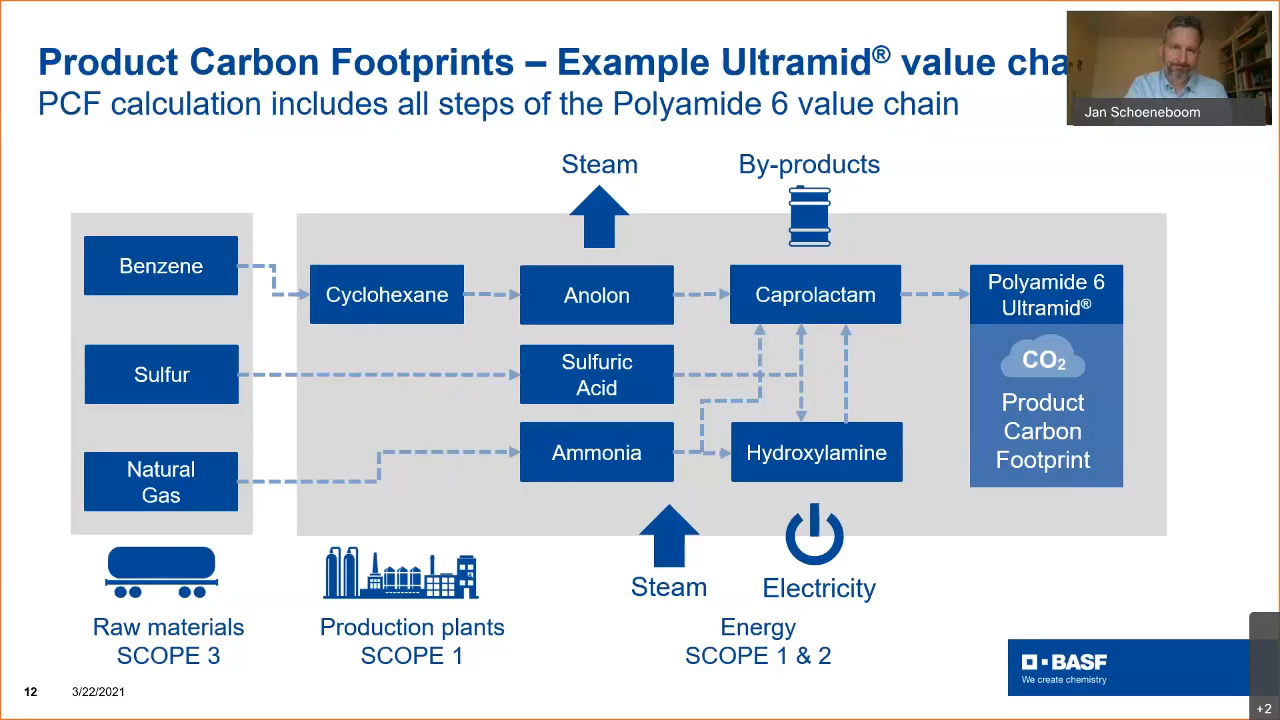 Product Carbon Footprints – Example Ultramid® value cha
PCF calculation includes all steps of the Polyamide 6 value chain
Jan Schoeneboom
Steam
By-products
Benzene
Cyclohexane
Anolon
Caprolactam
Polyamide 6
Ultramid®
Sulfur
Sulfuric
Acid
CO₂
Product
Carbon
Footprint
Natural
Gas
Ammonia
Hydroxylamine
Steam
Electricity
Raw materials
SCOPE 3
Production plants
SCOPE 1
Energy
SCOPE 1 & 2
BASF
We create chemistry
12
3/22/2021
+2